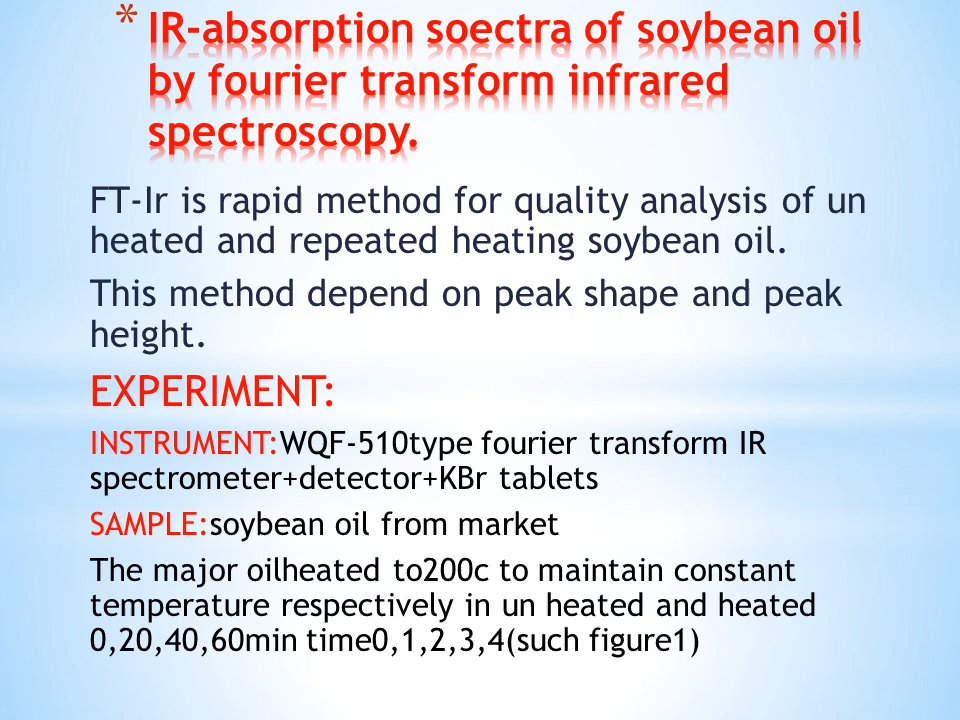 * IR-absorption soectra of soybean oil
by fourier transform infrared
spectroscopy.
FT-Ir is rapid method for quality analysis of un
heated and repeated heating soybean oil.
This method depend on peak shape and peak
height.
EXPERIMENT:
INSTRUMENT:WQF-510type fourier transform IR
spectrometer+detector+KBr tablets
SAMPLE:soybean oil from market
The major oilheated to200c to maintain constant
temperature respectively in un heated and heated
0,20,40,60min time0,1,2,3,4(such figure1)